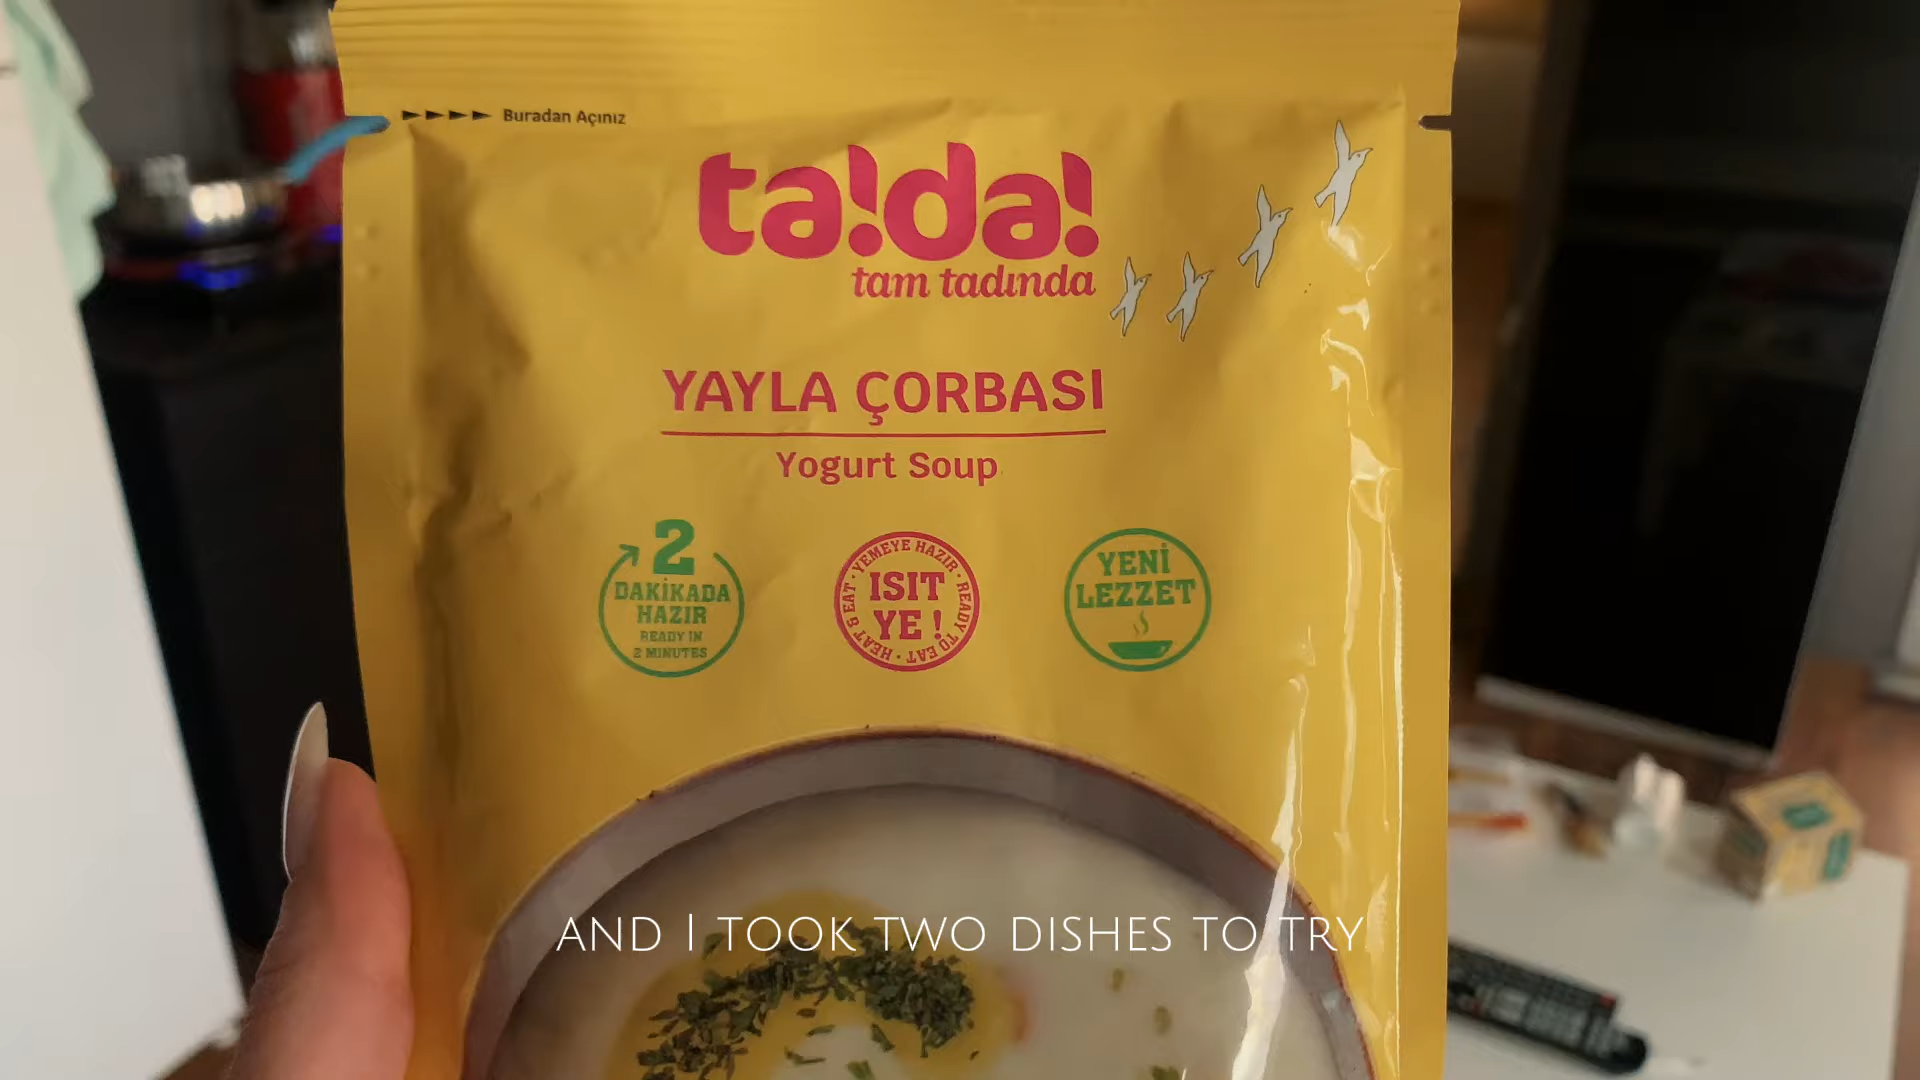 Buradan Açınız
ta!da!
tam tadında
YAYLA ÇORBASI
Yogurt Soup
2
DAKİKADA
HAZIR
READY IN
2 MINUTES
YEMEYE HAZIR · READY TO EAT · HEAT & EAT ·
ISIT
YE !
YENİ
LEZZET
AND I TOOK TWO DISHES TO TRY